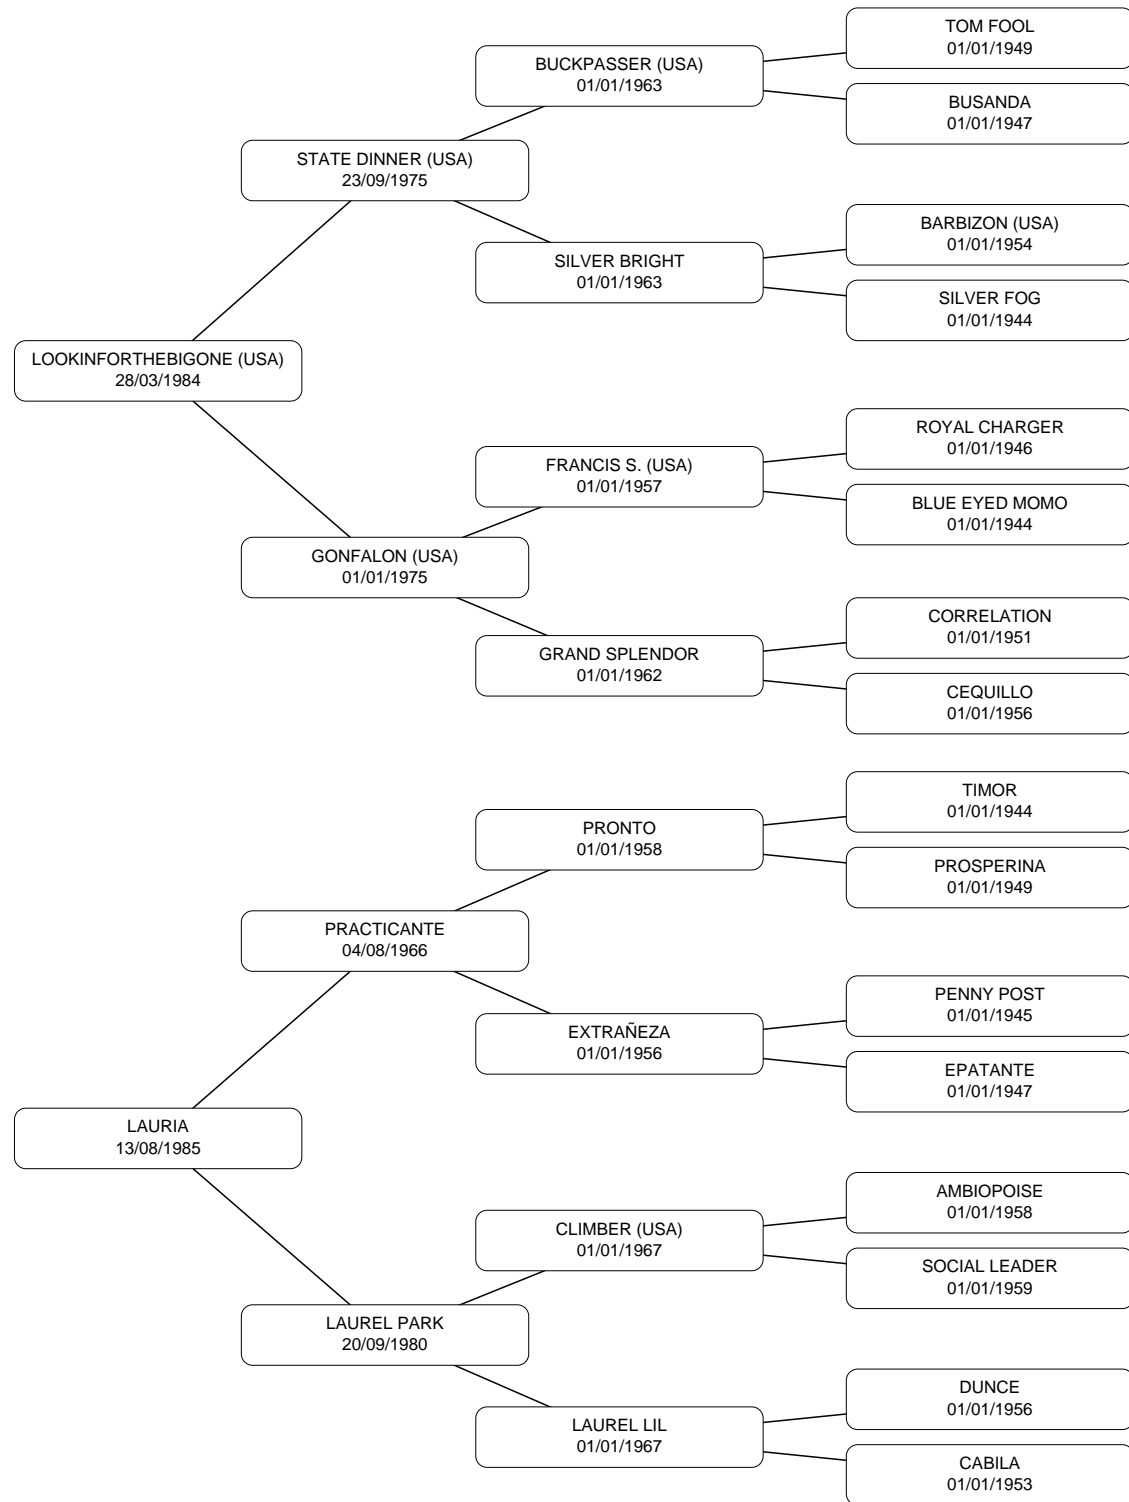 TOM FOOL
01/01/1949
BUCKPASSER (USA)
01/01/1963
BUSANDA
01/01/1947
STATE DINNER (USA)
23/09/1975
BARBIZON (USA)
01/01/1954
SILVER BRIGHT
01/01/1963
SILVER FOG
01/01/1944
LOOKINFORTHEBIGONE (USA)
28/03/1984
ROYAL CHARGER
01/01/1946
FRANCIS S. (USA)
01/01/1957
BLUE EYED MOMO
01/01/1944
GONFALON (USA)
01/01/1975
CORRELATION
01/01/1951
GRAND SPLENDOR
01/01/1962
CEQUILLO
01/01/1956
TIMOR
01/01/1944
PRONTO
01/01/1958
PROSPERINA
01/01/1949
PRACTICANTE
04/08/1966
PENNY POST
01/01/1945
EXTRAÑEZA
01/01/1956
EPATANTE
01/01/1947
LAURIA
13/08/1985
AMBIOPOISE
01/01/1958
CLIMBER (USA)
01/01/1967
SOCIAL LEADER
01/01/1959
LAUREL PARK
20/09/1980
DUNCE
01/01/1956
LAUREL LIL
01/01/1967
CABILA
01/01/1953